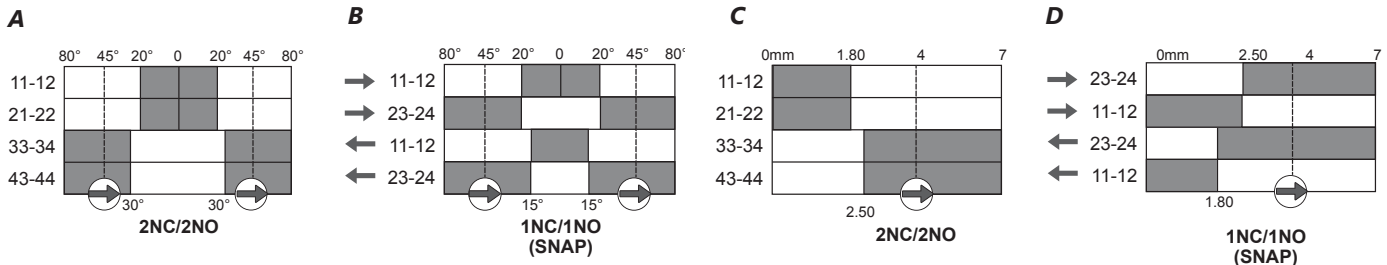 A
80° 45° 20° 0 20° 45° 80°
11-12
21-22
33-34
43-44
30° 30°
2NC/2NO
B
80° 45° 20° 0 20° 45° 80°
11-12
23-24
11-12
23-24
15° 15°
1NC/1NO
(SNAP)
C
0mm 1.80 4 7
11-12
21-22
33-34
43-44
2.50
2NC/2NO
D
0mm 2.50 4 7
23-24
11-12
23-24
11-12
1.80
1NC/1NO
(SNAP)